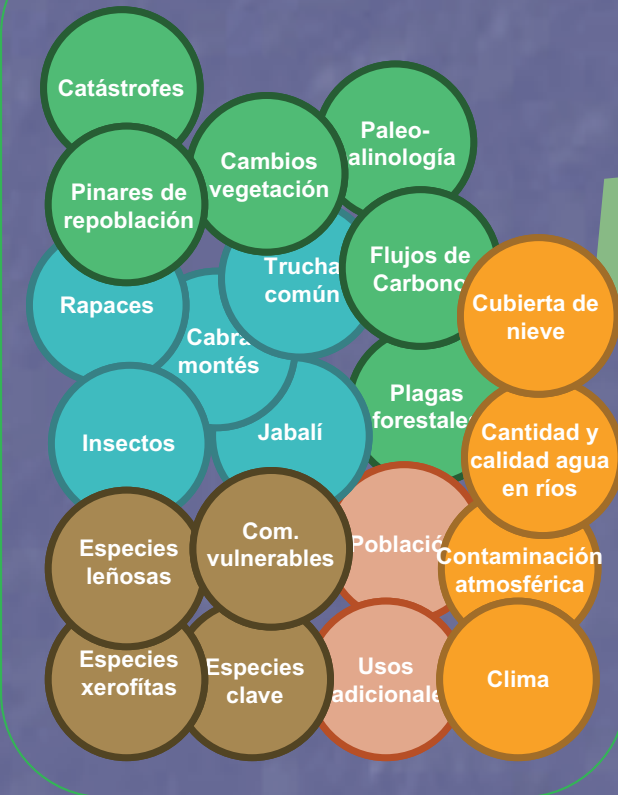 Catástrofes
Paleo-
alinología
Cambios
vegetación
Pinares de
repoblación
Flujos de
Carbono
Trucha
común
Rapaces
Cubierta de
nieve
Cabra
montés
Plagas
forestales
Insectos
Jabalí
Cantidad y
calidad agua
en ríos
Especies
leñosas
Com.
vulnerables
Població
Contaminación
atmosférica
Especies
xerofítas
Especies
clave
Usos
adicionale
Clima